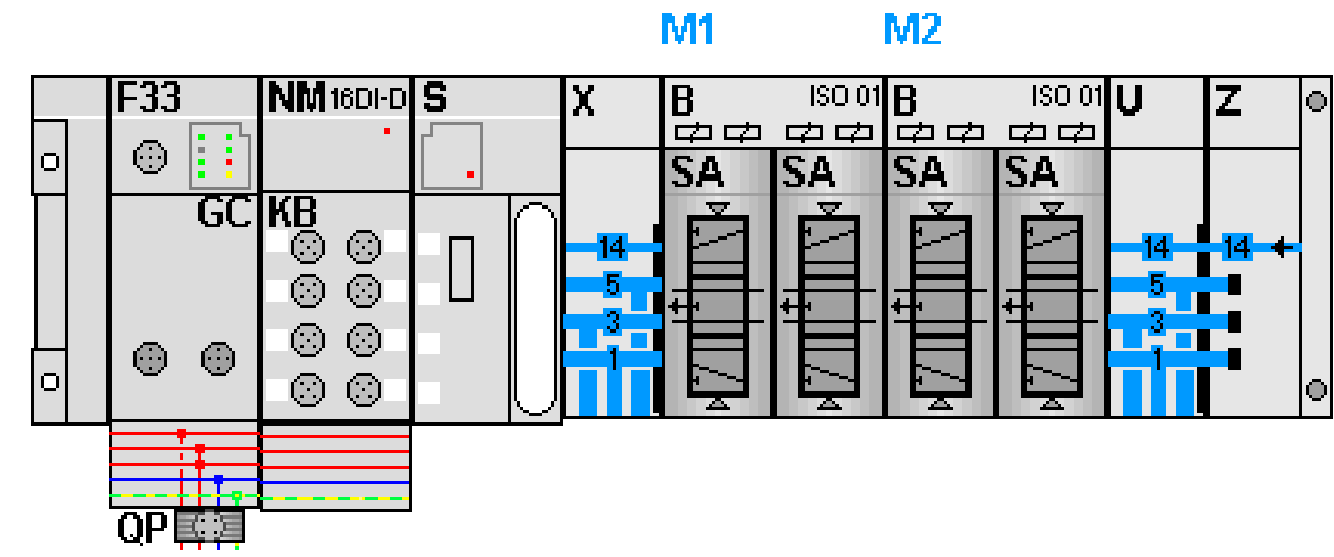 M1 M2
F33 NM 16DI-D S X B ISO 01 B ISO 01 U Z
SA SA SA SA
GC KB
14 14 14
5 5
3 3
1 1
QP